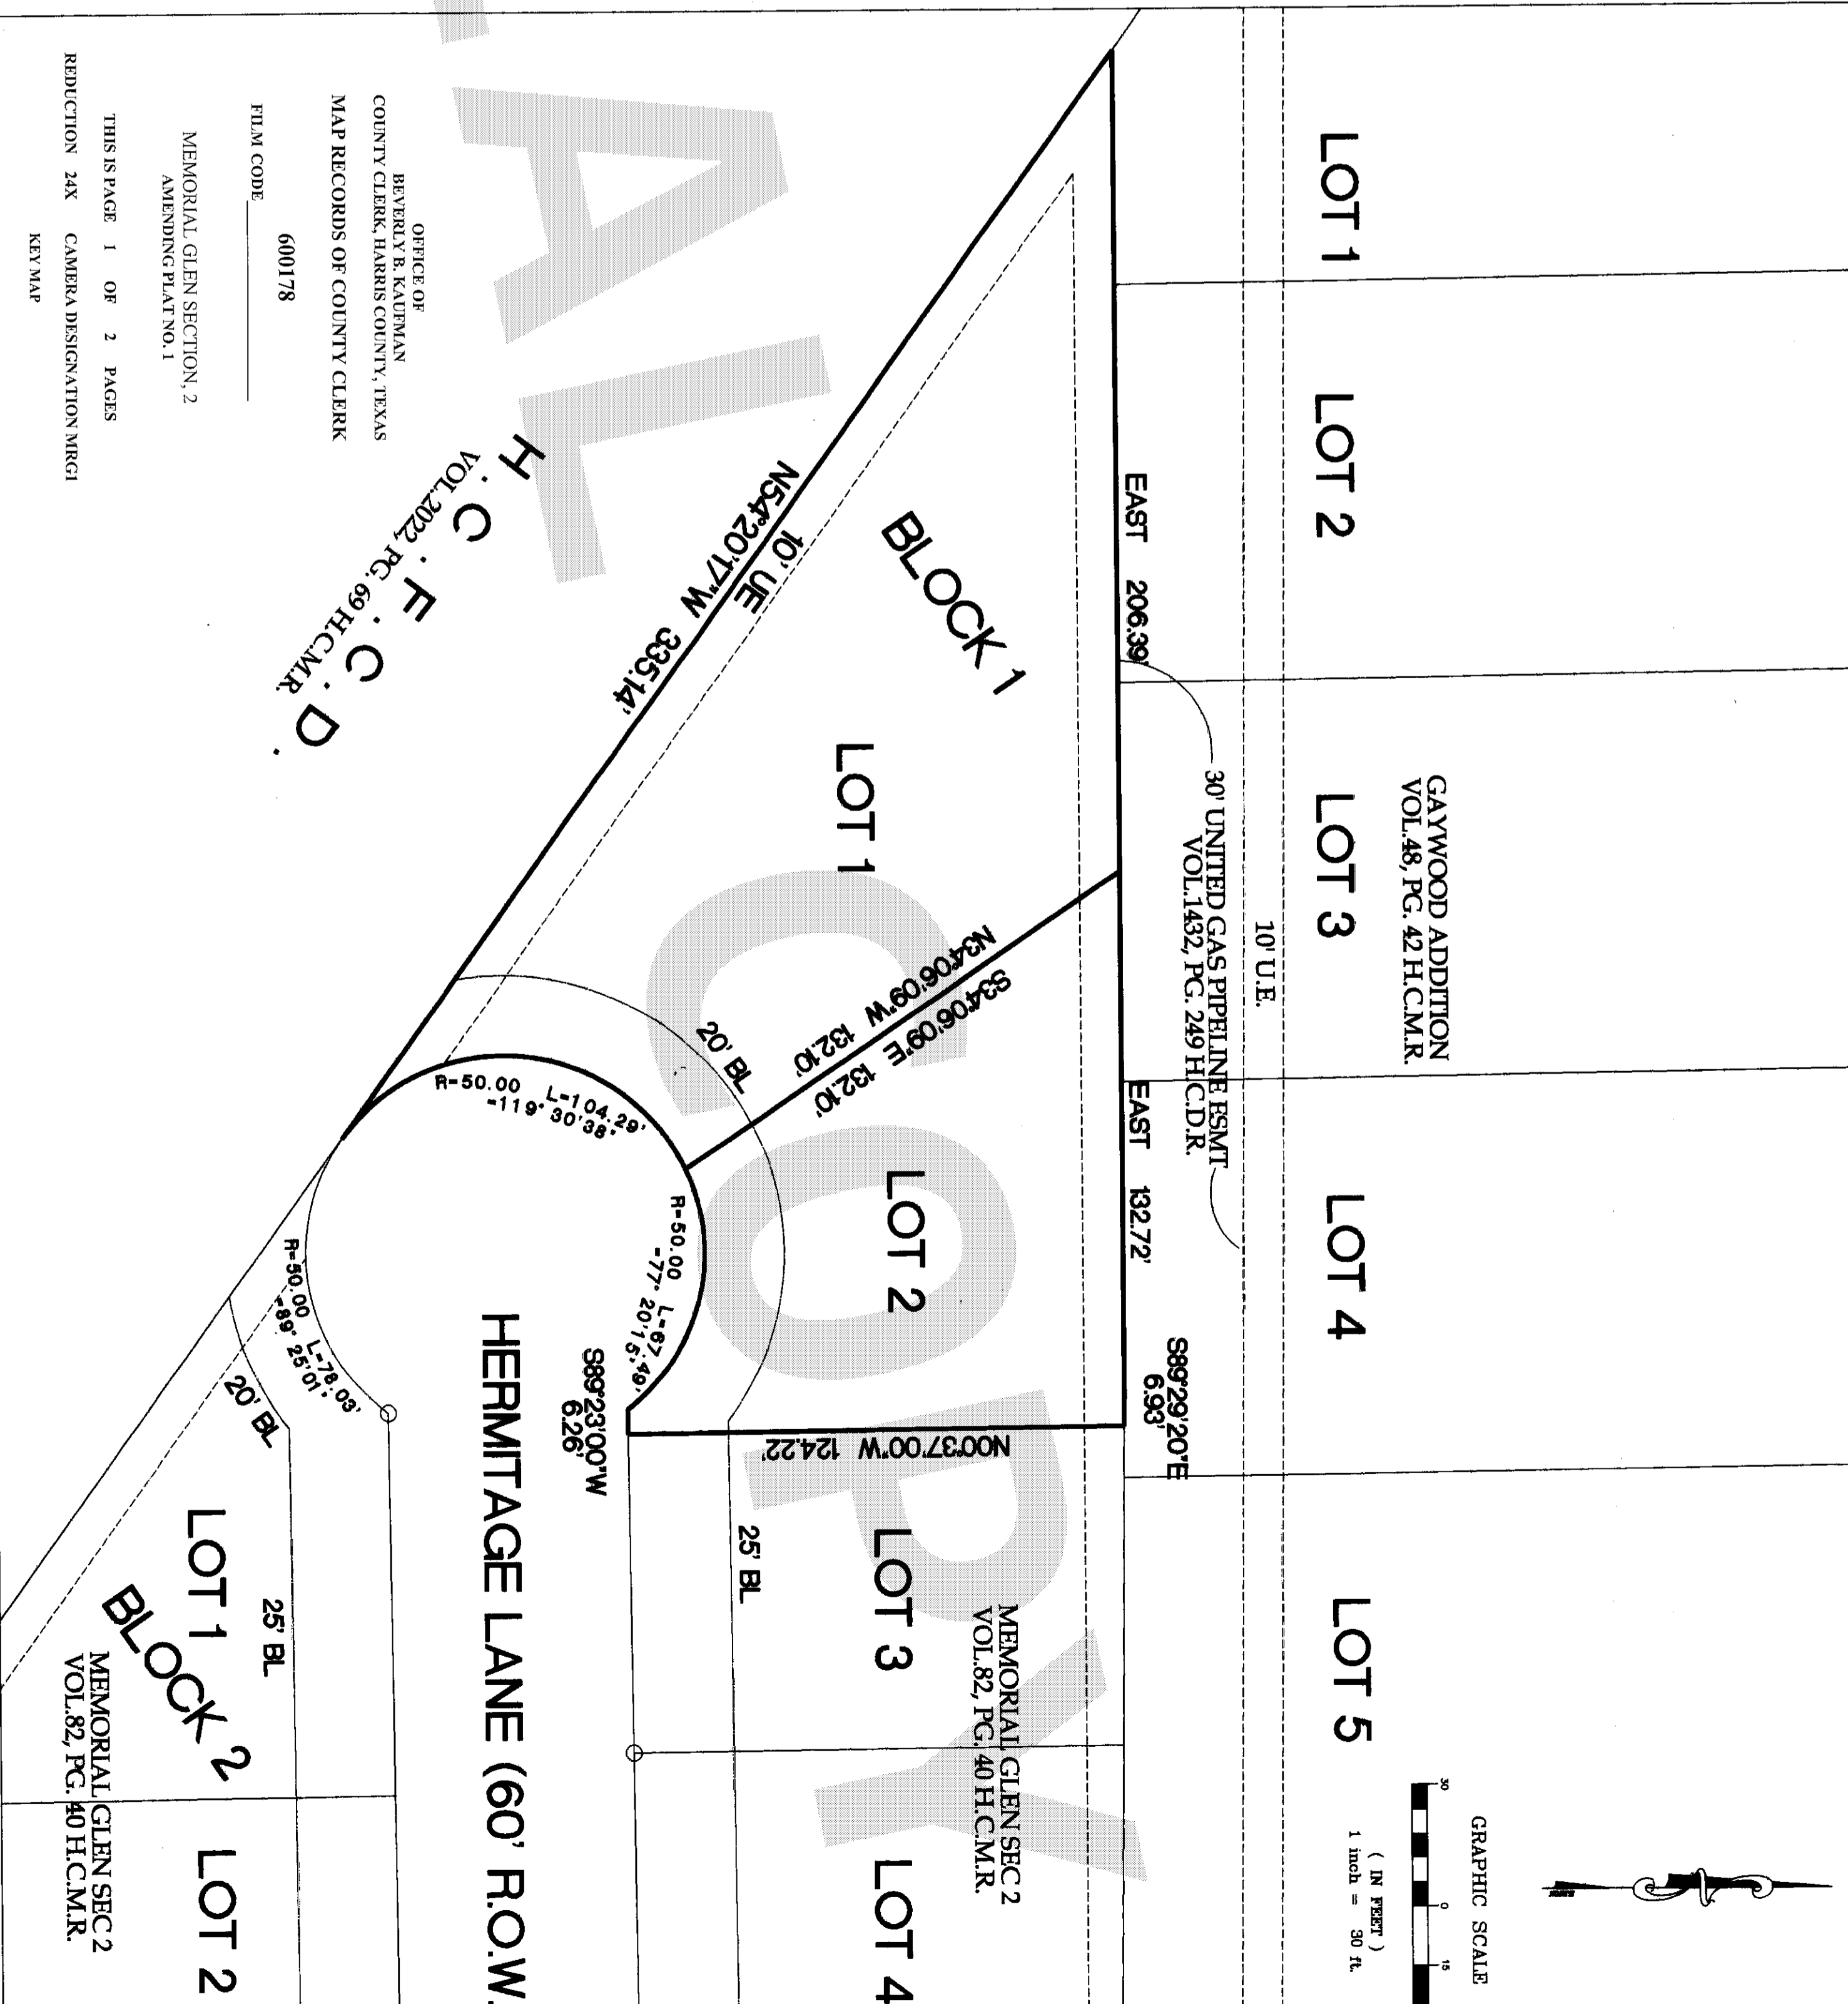 LOT 1
LOT 2
LOT 3
LOT 4
LOT 5
GAYWOOD ADDITION
VOL.48, PG. 42 H.C.M.R.
GRAPHIC SCALE
30
0
15
( IN FEET )
1 inch = 30 ft.
10' U.E.
30' UNITED GAS PIPELINE ESMT
VOL.1432, PG. 249 H.C.D.R.
EAST 206.39'
EAST 132.72'
S89°29'20"E
6.93'
BLOCK 1
LOT 1
N34°06'09"W 132.10'
S34°06'09"E 132.10'
LOT 2
N00°37'00"W 124.22'
LOT 3
LOT 4
MEMORIAL GLEN SEC 2
VOL.82, PG. 40 H.C.M.R.
25' BL
20' BL
10' UE
N54°20'17"W 335.14'
R=50.00 L=104.29'
=119° 30'38"
R=50.00 L=67.49'
=77° 20'15"
S89°23'00"W
6.26'
HERMITAGE LANE (60' R.O.W.
R=50.00 L=78.03'
=89° 25'01"
20' BL
25' BL
LOT 1
BLOCK 2
LOT 2
MEMORIAL GLEN SEC 2
VOL.82, PG. 40 H.C.M.R.
H . C . F . C . D .
VOL.2022, PG. 69 H.C.M.R.
OFFICE OF
BEVERLY B. KAUFMAN
COUNTY CLERK, HARRIS COUNTY, TEXAS
MAP RECORDS OF COUNTY CLERK
600178
FILM CODE
MEMORIAL GLEN SECTION, 2
AMENDING PLAT NO. 1
THIS IS PAGE 1 OF 2 PAGES
REDUCTION 24X CAMERA DESIGNATION MRG1
KEY MAP
AL COPY